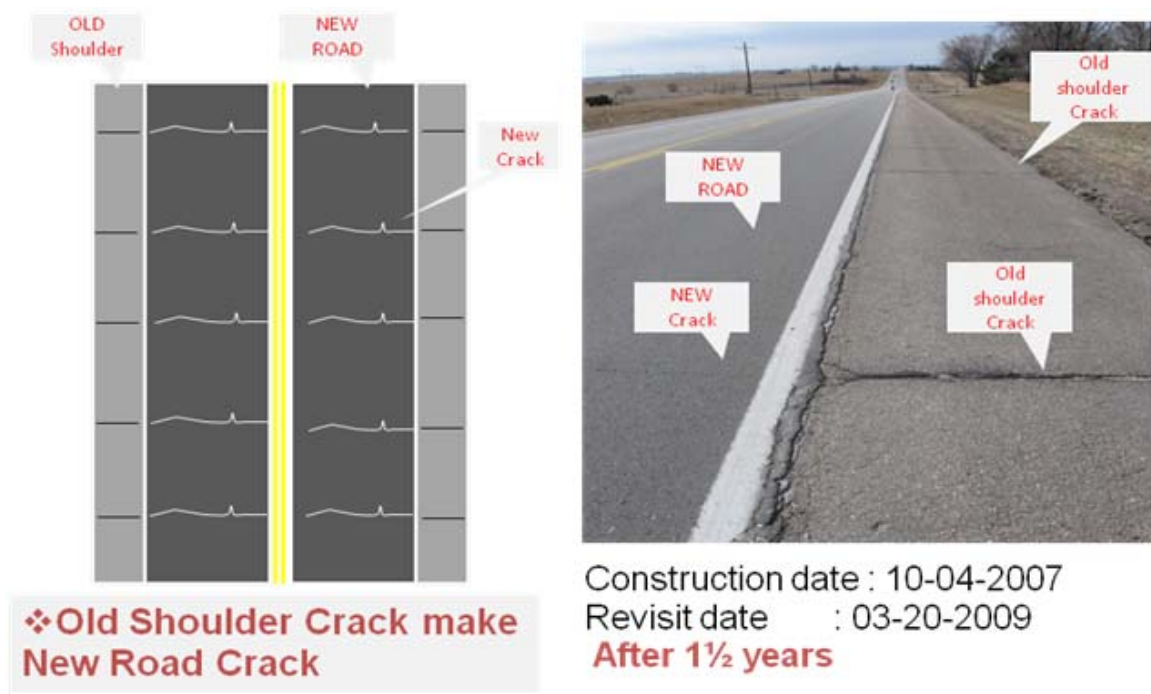 OLD
Shoulder
NEW
ROAD
New
Crack
❖Old Shoulder Crack make
New Road Crack
Old
shoulder
Crack
NEW
ROAD
Old
shoulder
Crack
NEW
Crack
Construction date : 10-04-2007
Revisit date : 03-20-2009
After 1½ years